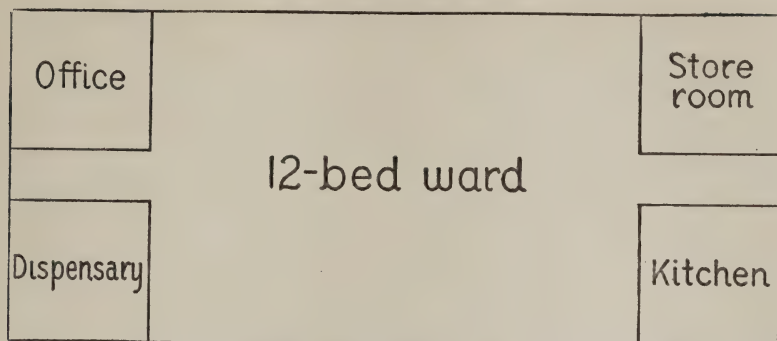 Office
Store
room
12-bed ward
Dispensary
Kitchen